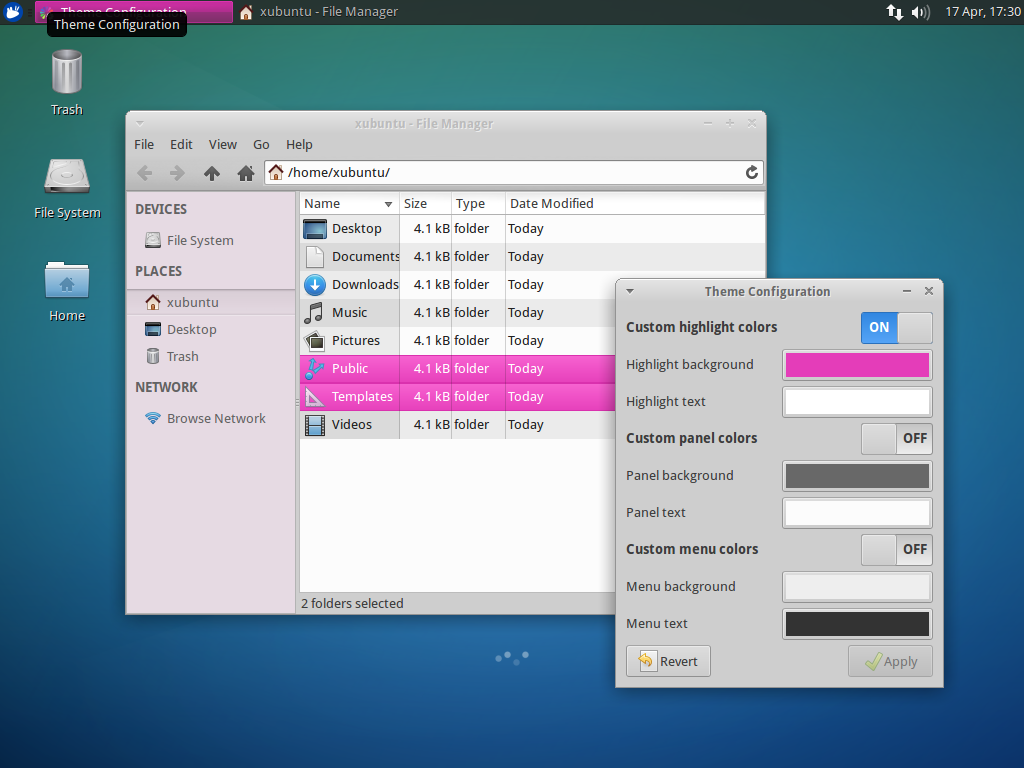 Theme Configuration
xubuntu - File Manager
17 Apr, 17:30
Theme Configuration
Trash
File System
Home
xubuntu - File Manager
File Edit View Go Help
/home/xubuntu/
DEVICES
File System
PLACES
xubuntu
Desktop
Trash
NETWORK
Browse Network
Name Size Type Date Modified
Desktop 4.1 kB folder Today
Documents 4.1 kB folder Today
Downloads 4.1 kB folder Today
Music 4.1 kB folder Today
Pictures 4.1 kB folder Today
Public 4.1 kB folder Today
Templates 4.1 kB folder Today
Videos 4.1 kB folder Today
2 folders selected
Theme Configuration
Custom highlight colors ON
Highlight background
Highlight text
Custom panel colors OFF
Panel background
Panel text
Custom menu colors OFF
Menu background
Menu text
Revert Apply